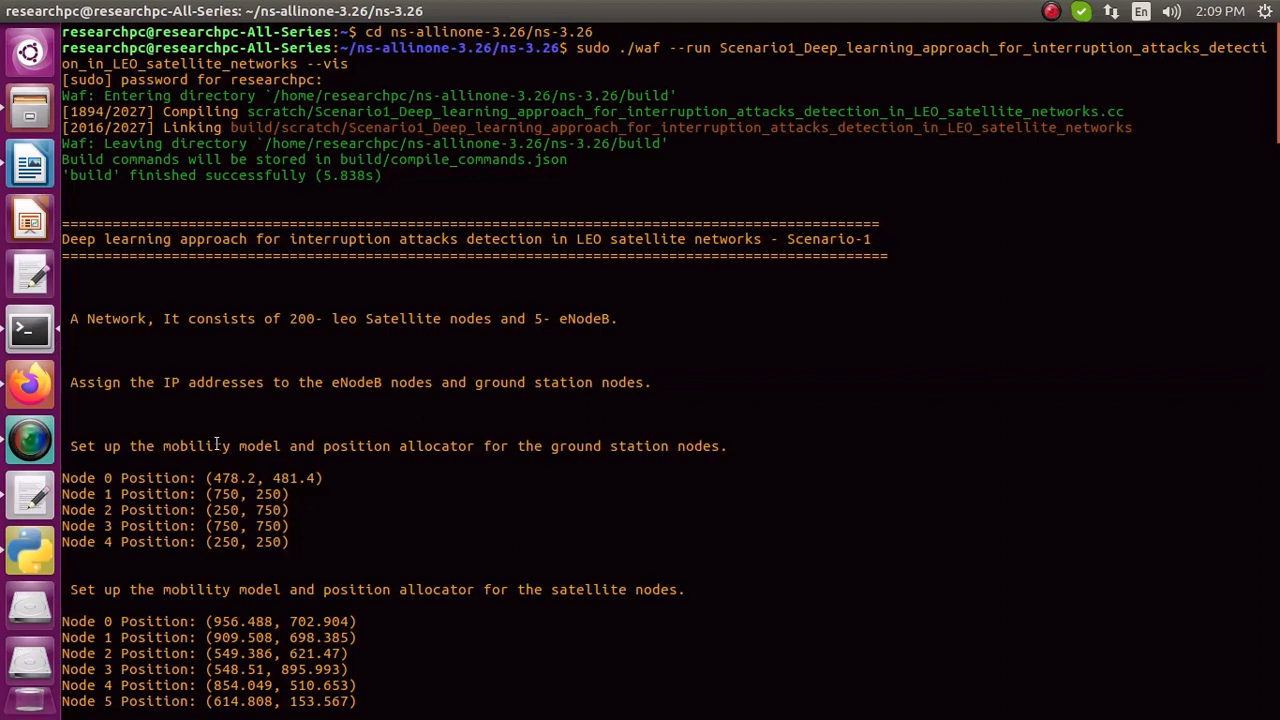 researchpc@researchpc-All-Series: ~/ns-allinone-3.26/ns-3.26
En
2:09 PM
researchpc@researchpc-All-Series:~$ cd ns-allinone-3.26/ns-3.26
researchpc@researchpc-All-Series:~/ns-allinone-3.26/ns-3.26$ sudo ./waf --run Scenario1_Deep_learning_approach_for_interruption_attacks_detecti
on_in_LEO_satellite_networks --vis
[sudo] password for researchpc:
Waf: Entering directory `/home/researchpc/ns-allinone-3.26/ns-3.26/build'
[1894/2027] Compiling scratch/Scenario1_Deep_learning_approach_for_interruption_attacks_detection_in_LEO_satellite_networks.cc
[2016/2027] Linking build/scratch/Scenario1_Deep_learning_approach_for_interruption_attacks_detection_in_LEO_satellite_networks
Waf: Leaving directory `/home/researchpc/ns-allinone-3.26/ns-3.26/build'
Build commands will be stored in build/compile_commands.json
'build' finished successfully (5.838s)
=================================================================================================
Deep learning approach for interruption attacks detection in LEO satellite networks - Scenario-1
==================================================================================================
A Network, It consists of 200- leo Satellite nodes and 5- eNodeB.
Assign the IP addresses to the eNodeB nodes and ground station nodes.
Set up the mobility model and position allocator for the ground station nodes.
Node 0 Position: (478.2, 481.4)
Node 1 Position: (750, 250)
Node 2 Position: (250, 750)
Node 3 Position: (750, 750)
Node 4 Position: (250, 250)
Set up the mobility model and position allocator for the satellite nodes.
Node 0 Position: (956.488, 702.904)
Node 1 Position: (909.508, 698.385)
Node 2 Position: (549.386, 621.47)
Node 3 Position: (548.51, 895.993)
Node 4 Position: (854.049, 510.653)
Node 5 Position: (614.808, 153.567)